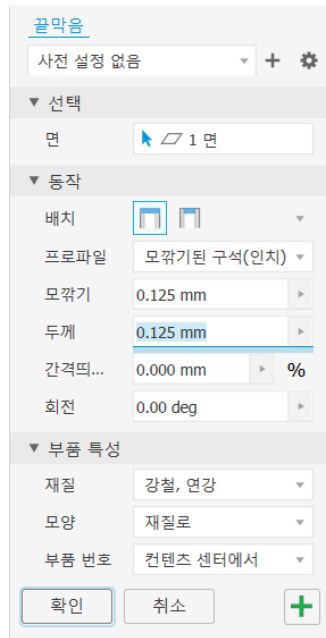 끝막음
사전 설정 없음
선택
면 1 면
동작
배치
프로파일 모깎기된 구석(인치)
모깎기 0.125 mm
두께 0.125 mm
간격띄... 0.000 mm %
회전 0.00 deg
부품 특성
재질 강철, 연강
모양 재질로
부품 번호 컨텐츠 센터에서
확인 취소